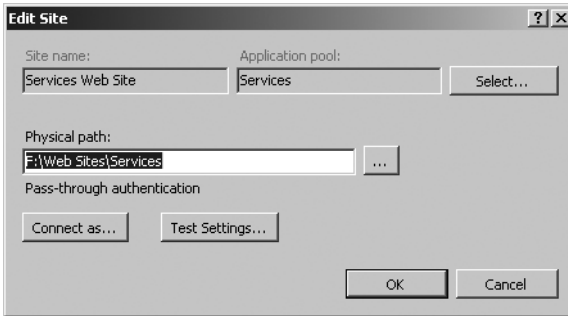 Edit Site
? ×
Site name:
Application pool:
Services Web Site
Services
Select...
Physical path:
F:\Web Sites\Services
...
Pass-through authentication
Connect as...
Test Settings...
OK
Cancel